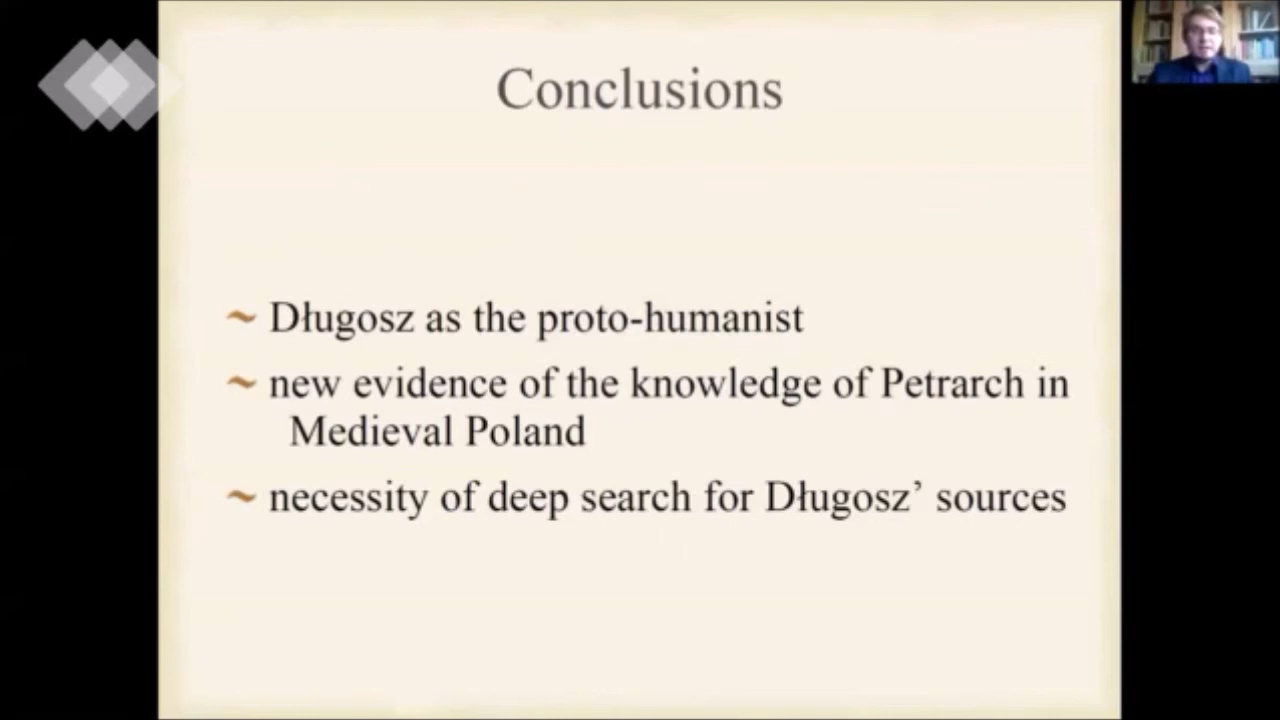 Conclusions
~ Długosz as the proto-humanist
~ new evidence of the knowledge of Petrarch in
Medieval Poland
~ necessity of deep search for Długosz’ sources